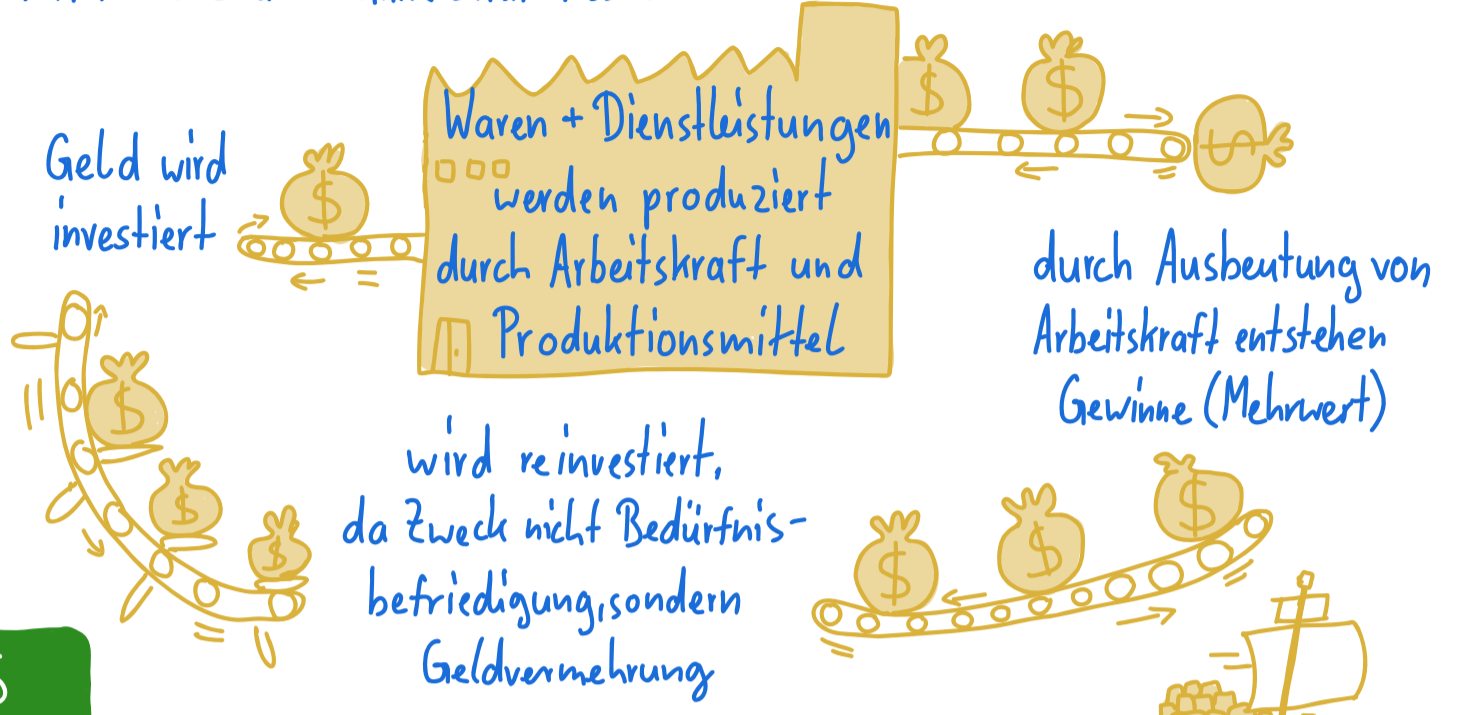 Geld wird
investiert
Waren + Dienstleistungen
werden produziert
durch Arbeitskraft und
Produktionsmittel
durch Ausbeutung von
Arbeitskraft entstehen
Gewinne (Mehrwert)
wird reinvestiert,
da Zweck nicht Bedürfnis-
befriedigung, sondern
Geldvermehrung
$
$
$
$
$
$
$
$
$
$